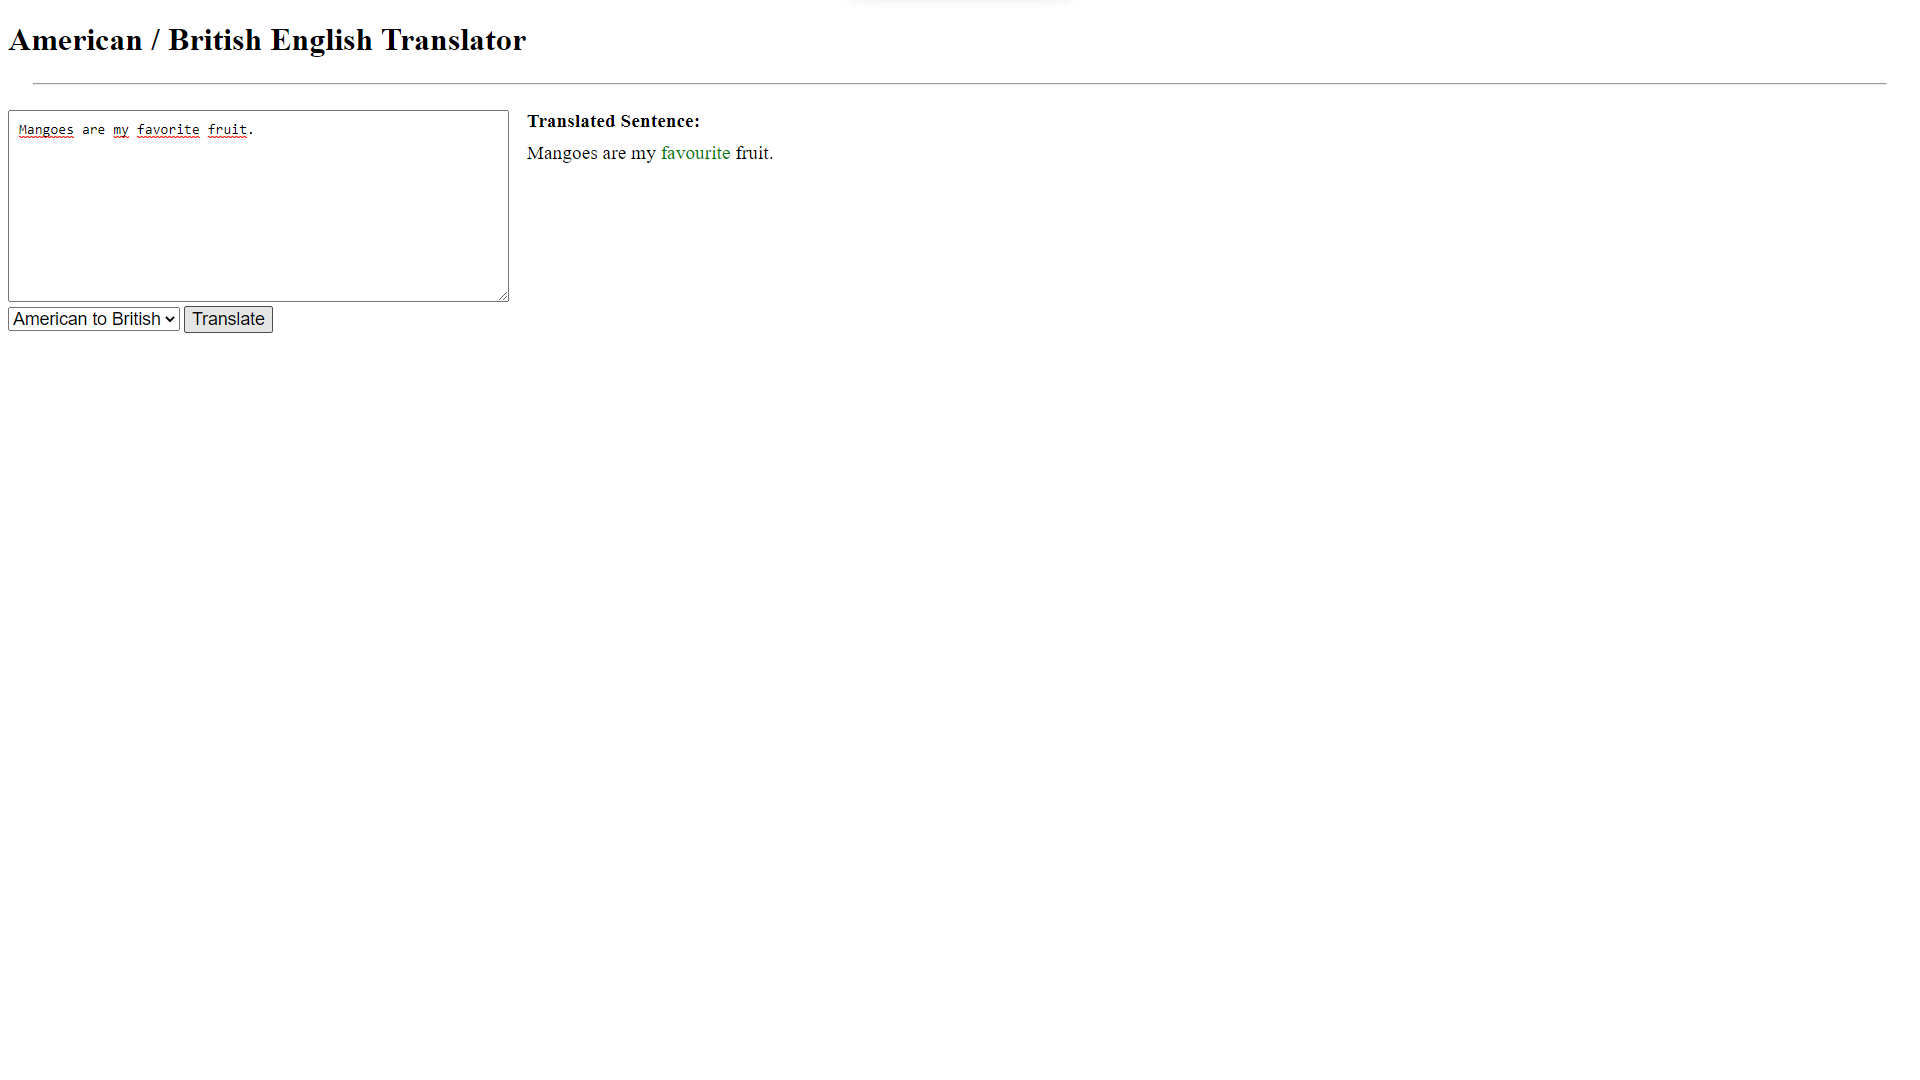 American / British English Translator
Mangoes are my favorite fruit.
Translated Sentence:
Mangoes are my favourite fruit.
American to British Translate